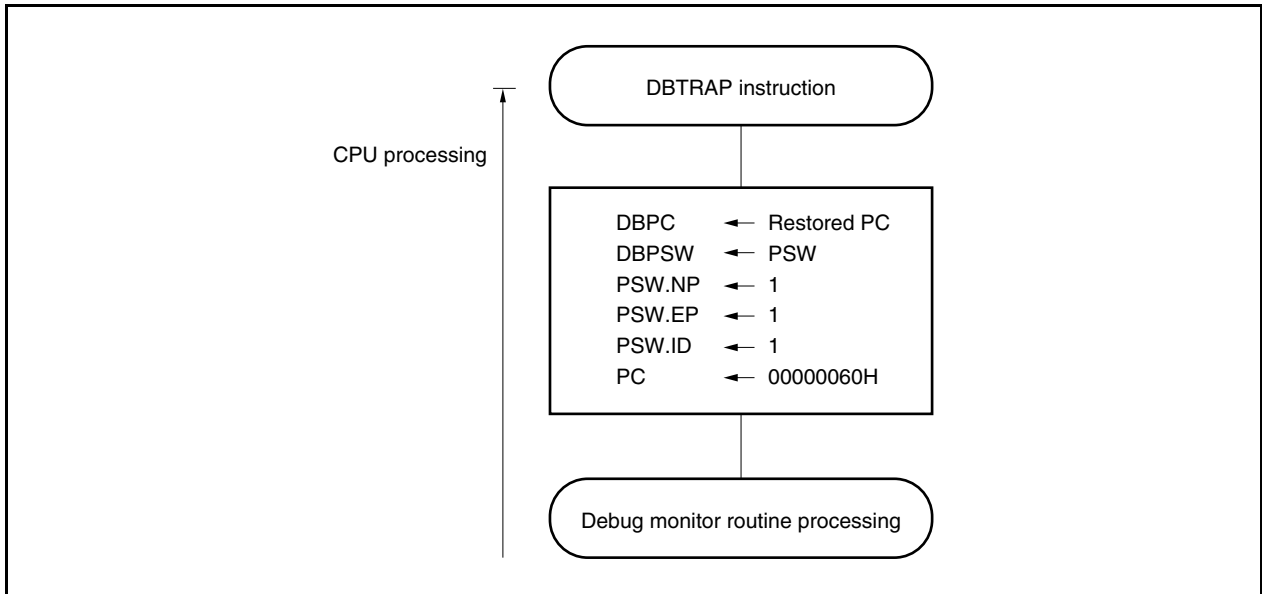 DBTRAP instruction
CPU processing
DBPC ← Restored PC
DBPSW ← PSW
PSW.NP ← 1
PSW.EP ← 1
PSW.ID ← 1
PC ← 00000060H
Debug monitor routine processing